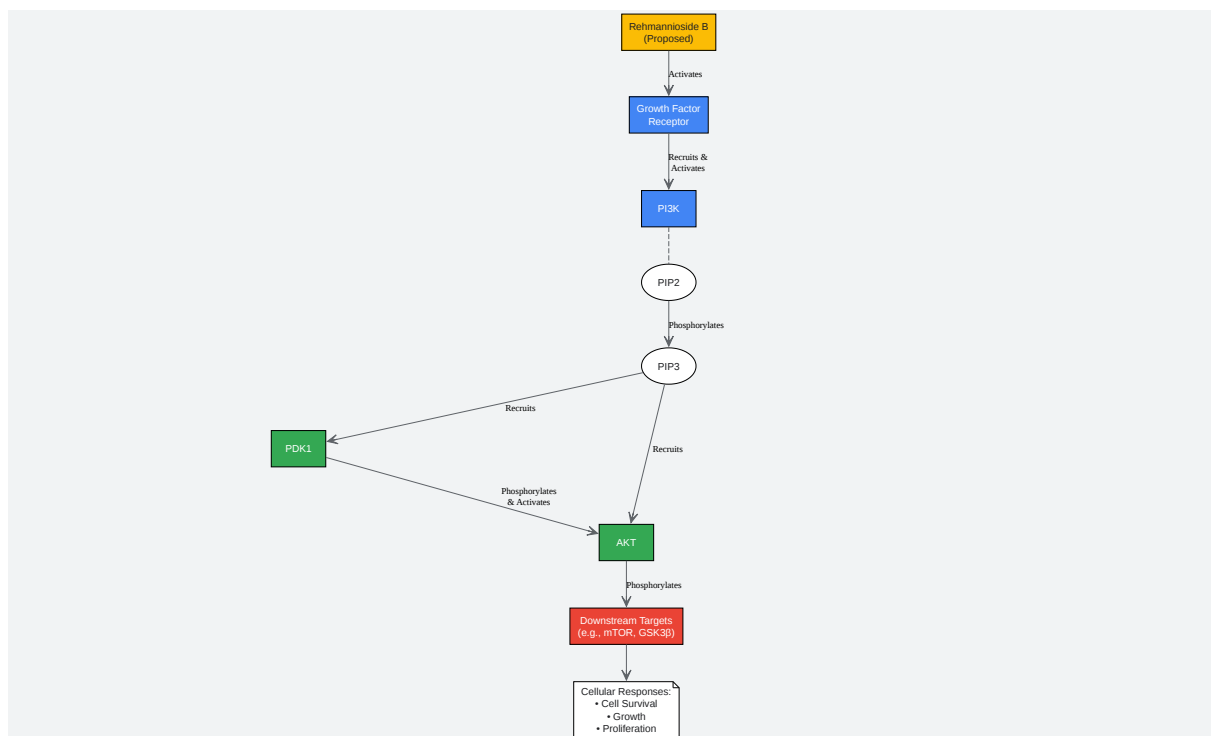 Rehmannioside B
(Proposed)
Activates
Growth Factor
Receptor
Recruits &
Activates
PI3K
PIP2
Phosphorylates
PIP3
Recruits
PDK1
Recruits
Phosphorylates
& Activates
AKT
Phosphorylates
Downstream Targets
(e.g., mTOR, GSK3β)
Cellular Responses:
• Cell Survival
• Growth
• Proliferation